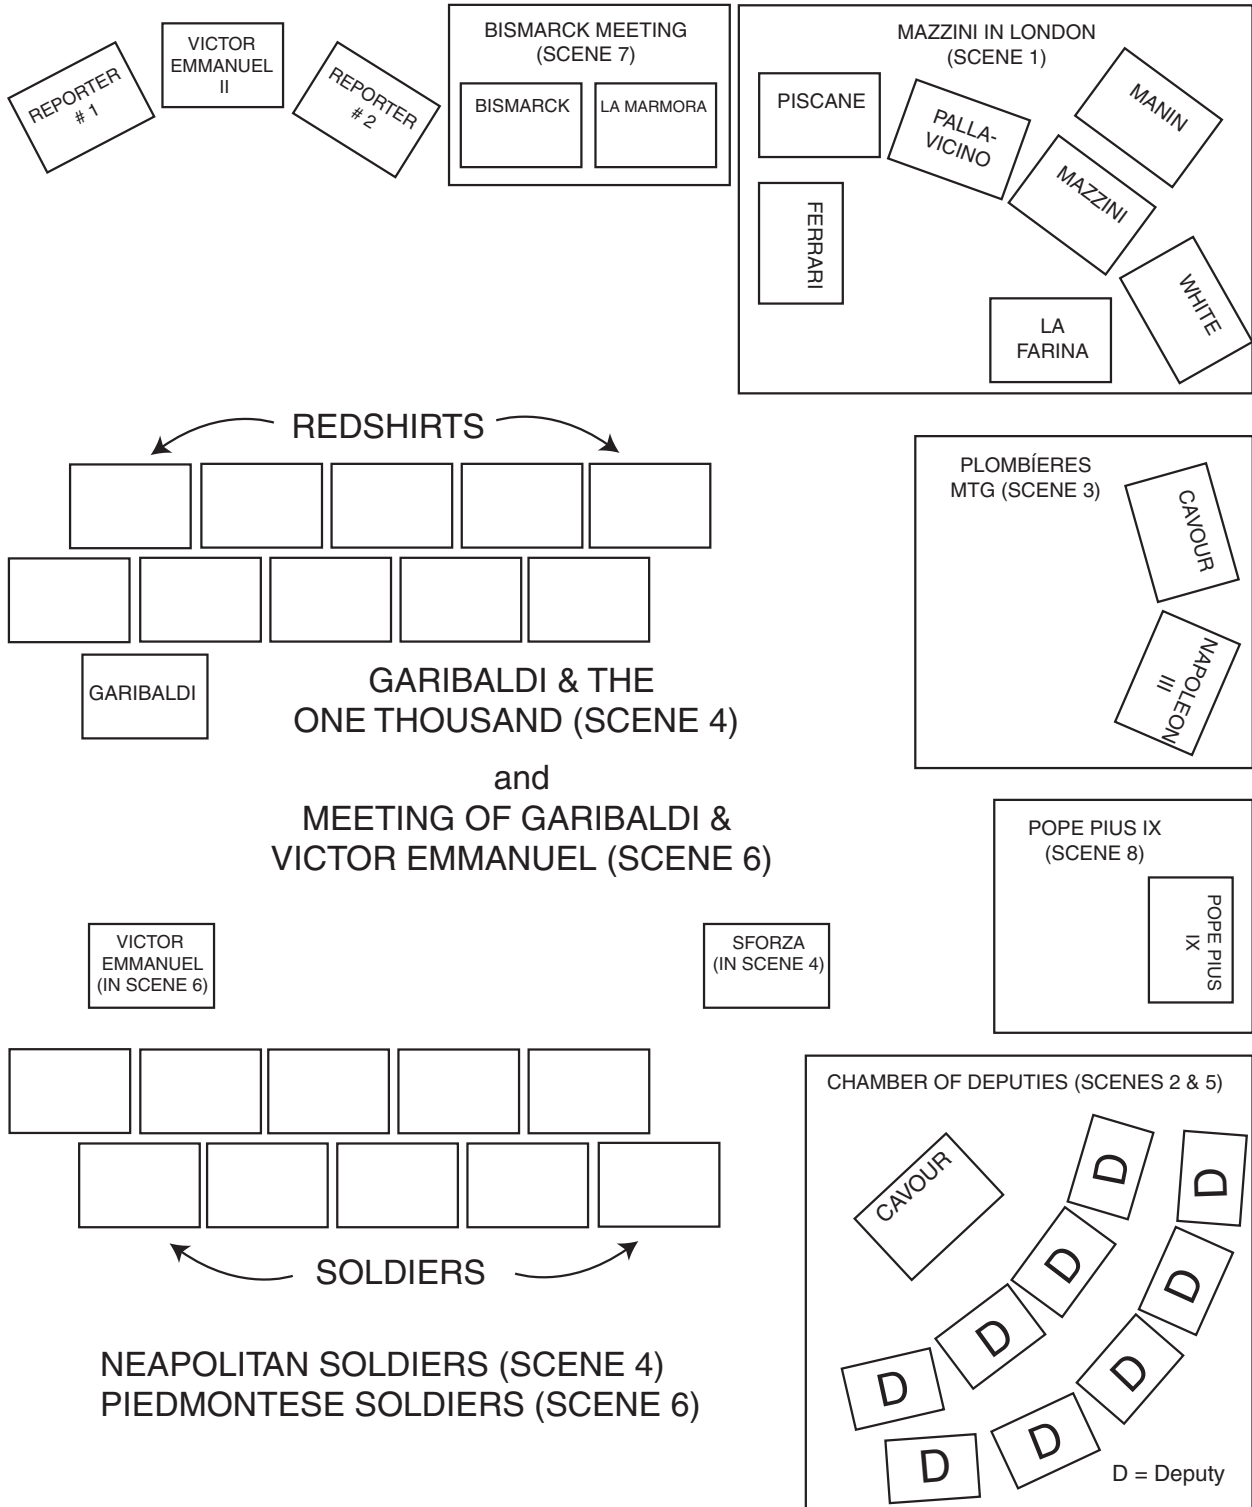 REPORTER
# 1
VICTOR
EMMANUEL
II
REPORTER
# 2
BISMARCK MEETING
(SCENE 7)
BISMARCK
LA MARMORA
MAZZINI IN LONDON
(SCENE 1)
PISCANE
PALLA-
VICINO
MANIN
MAZZINI
FERRARI
WHITE
LA
FARINA
REDSHIRTS
PLOMBÍERES
MTG (SCENE 3)
CAVOUR
NAPOLEON
III
GARIBALDI
GARIBALDI & THE
ONE THOUSAND (SCENE 4)
and
MEETING OF GARIBALDI &
VICTOR EMMANUEL (SCENE 6)
POPE PIUS IX
(SCENE 8)
POPE PIUS
IX
VICTOR
EMMANUEL
(IN SCENE 6)
SFORZA
(IN SCENE 4)
SOLDIERS
NEAPOLITAN SOLDIERS (SCENE 4)
PIEDMONTESE SOLDIERS (SCENE 6)
CHAMBER OF DEPUTIES (SCENES 2 & 5)
CAVOUR
D
D
D
D
D
D
D
D
D
D = Deputy